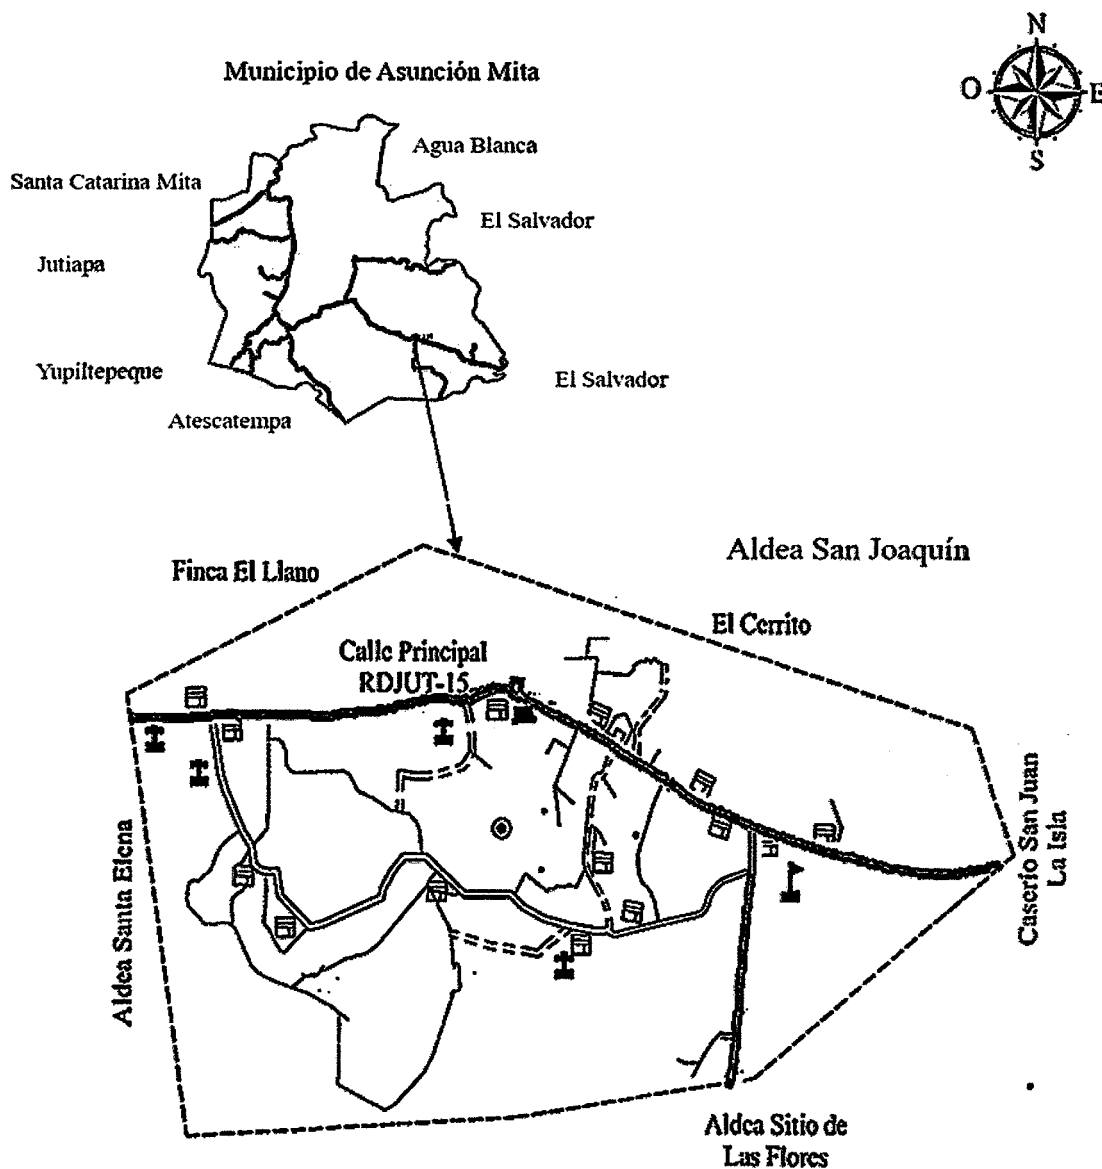 N
Municipio de Asunción Mita
O
E
S
Agua Blanca
Santa Catarina Mita
El Salvador
Jutiapa
Yupiltepeque
El Salvador
Atescatempa
Aldea San Joaquín
Finca El Llano
El Cerrito
Calle Principal
RDJUT-15
Aldea Santa Elena
Caserio San Juan
La Isla
Aldea Sitio de
Las Flores